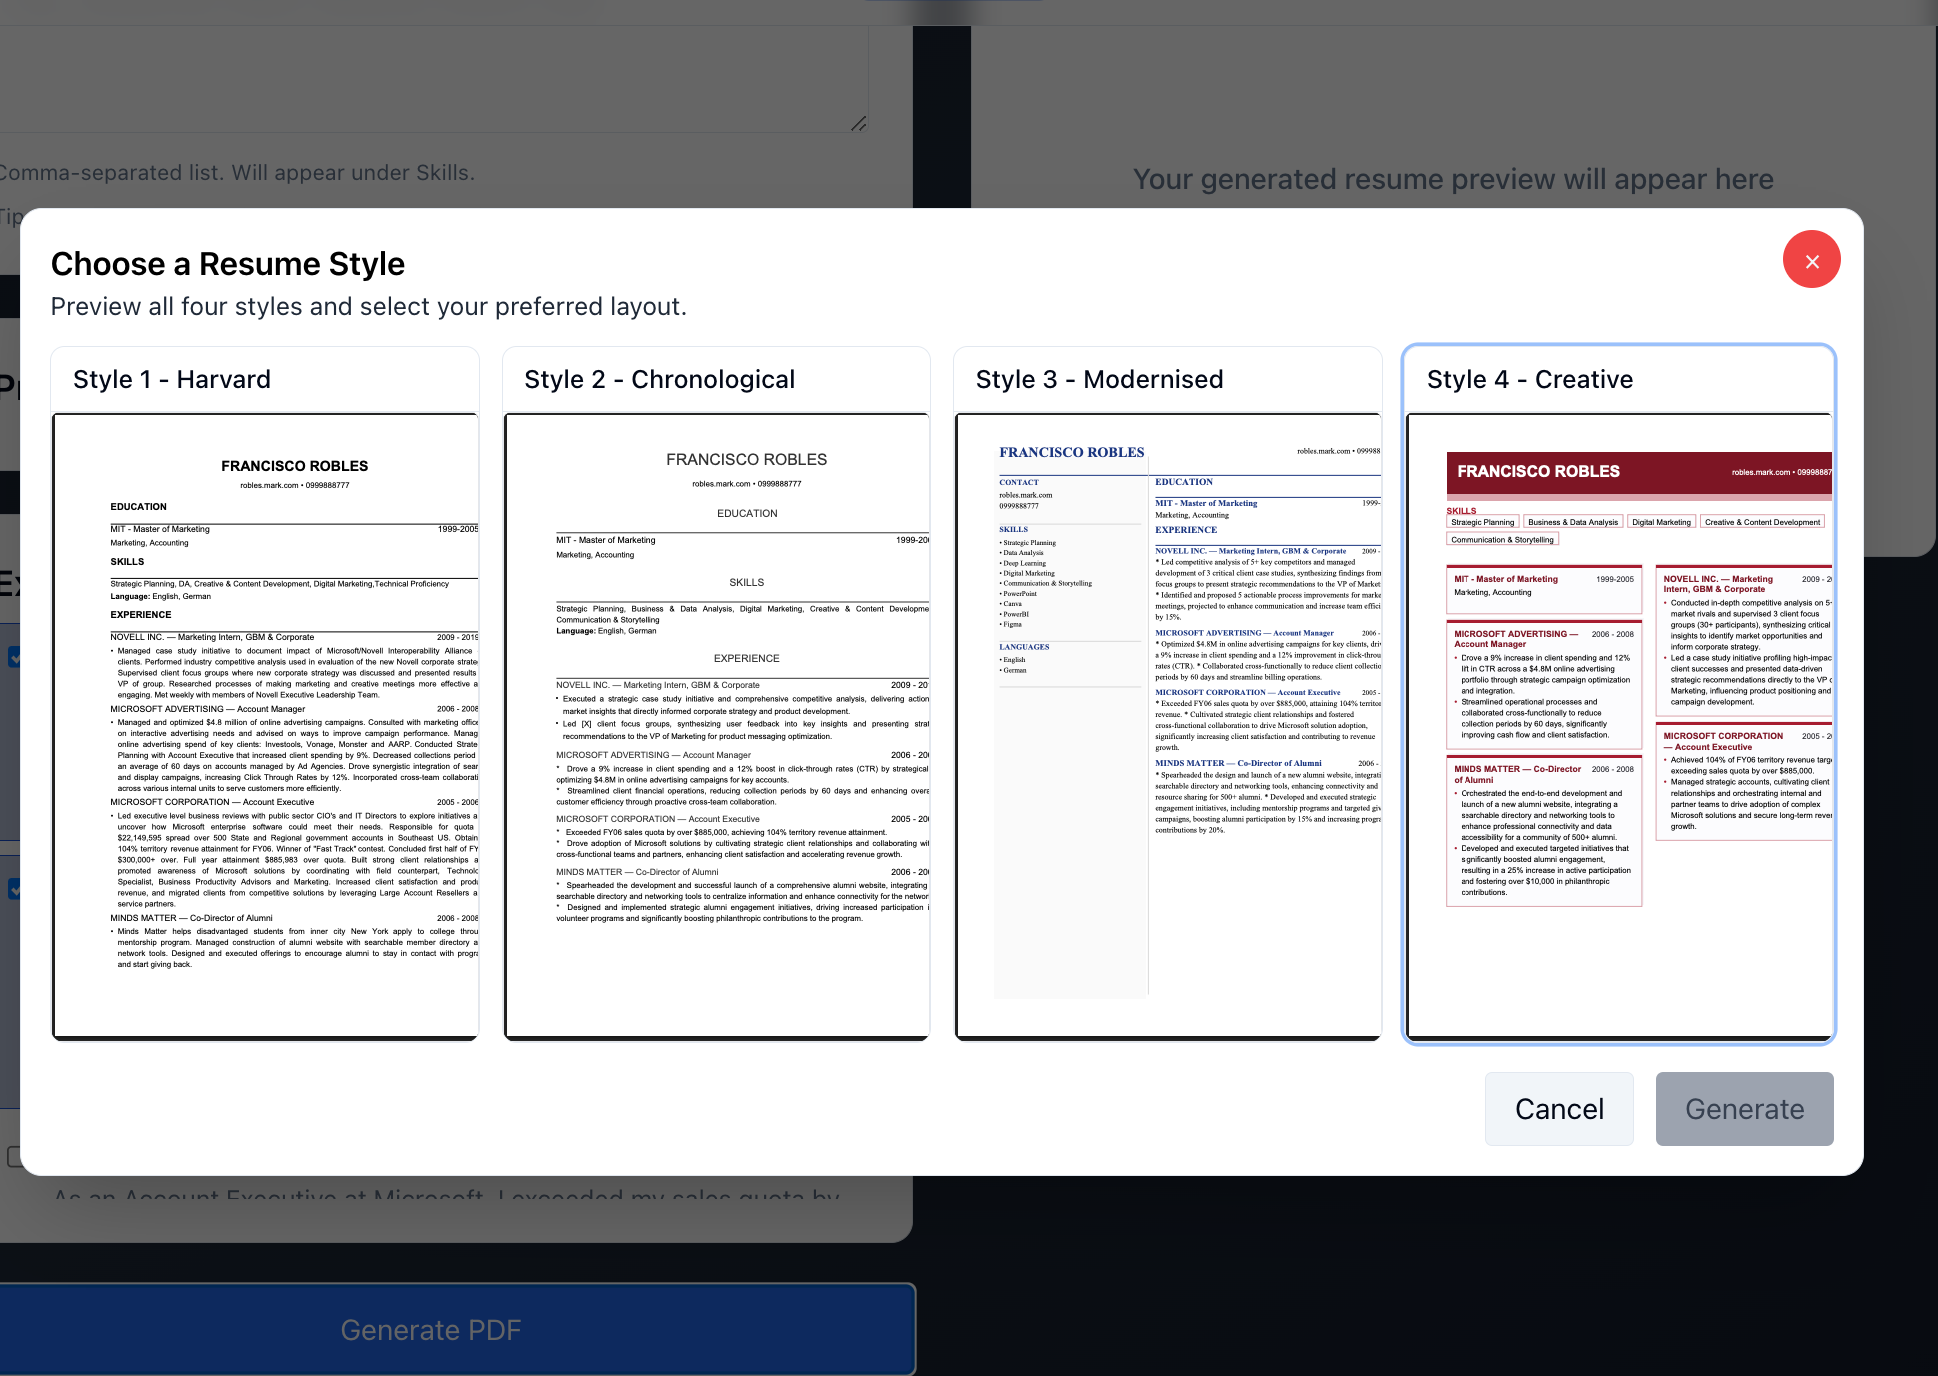 Comma-separated list. Will appear under Skills.
Tip
Your generated resume preview will appear here
Choose a Resume Style
Preview all four styles and select your preferred layout.
×
Style 1 - Harvard
FRANCISCO ROBLES
robles.mark.com • 0999888777
EDUCATION
MIT - Master of Marketing 1999-2005
Marketing, Accounting
SKILLS
Strategic Planning, DA, Creative & Content Development, Digital Marketing,Technical Proficiency
Language: English, German
EXPERIENCE
NOVELL INC. — Marketing Intern, GBM & Corporate 2009 - 2019
• Managed case study initiative to document impact of Microsoft/Novell Interoperability Alliance
clients. Performed industry competitive analysis used in evaluation of the new Novell corporate strate
Supervised client focus groups where new corporate strategy was discussed and presented results
VP of group. Researched processes of making marketing and creative meetings more effective a
engaging. Met weekly with members of Novell Executive Leadership Team.
MICROSOFT ADVERTISING — Account Manager 2006 - 2008
• Managed and optimized $4.8 million of online advertising campaigns. Consulted with marketing office
on interactive advertising needs and advised on ways to improve campaign performance. Manag
online advertising spend of key clients: Investools, Vonage, Monster and AARP. Conducted Strate
Planning with Account Executive that increased client spending by 9%. Decreased collections period
an average of 60 days on accounts managed by Ad Agencies. Drove synergistic integration of sear
and display campaigns, increasing Click Through Rates by 12%. Incorporated cross-team collaborati
across various internal units to serve customers more efficiently.
MICROSOFT CORPORATION — Account Executive 2005 - 2006
• Led executive level business reviews with public sector CIO's and IT Directors to explore initiatives a
uncover how Microsoft enterprise software could meet their needs. Responsible for quota
$22,149,595 spread over 500 State and Regional government accounts in Southeast US. Obtain
104% territory revenue attainment for FY06. Winner of "Fast Track" contest. Concluded first half of FY
$300,000+ over. Full year attainment $885,983 over quota. Built strong client relationships a
promoted awareness of Microsoft solutions by coordinating with field counterpart, Technolo
Specialist, Business Productivity Advisors and Marketing. Increased client satisfaction and produ
revenue, and migrated clients from competitive solutions by leveraging Large Account Resellers a
service partners.
MINDS MATTER — Co-Director of Alumni 2006 - 2008
• Minds Matter helps disadvantaged students from inner city New York apply to college throu
mentorship program. Managed construction of alumni website with searchable member directory a
network tools. Designed and executed offerings to encourage alumni to stay in contact with progra
and start giving back.
Style 2 - Chronological
FRANCISCO ROBLES
robles.mark.com • 0999888777
EDUCATION
MIT - Master of Marketing 1999-200
Marketing, Accounting
SKILLS
Strategic Planning, Business & Data Analysis, Digital Marketing, Creative & Content Developme
Communication & Storytelling
Language: English, German
EXPERIENCE
NOVELL INC. — Marketing Intern, GBM & Corporate 2009 - 201
• Executed a strategic case study initiative and comprehensive competitive analysis, delivering action
market insights that directly informed corporate strategy and product development.
• Led [X] client focus groups, synthesizing user feedback into key insights and presenting strat
recommendations to the VP of Marketing for product messaging optimization.
MICROSOFT ADVERTISING — Account Manager 2006 - 200
* Drove a 9% increase in client spending and a 12% boost in click-through rates (CTR) by strategical
optimizing $4.8M in online advertising campaigns for key accounts.
* Streamlined client financial operations, reducing collection periods by 60 days and enhancing overa
customer efficiency through proactive cross-team collaboration.
MICROSOFT CORPORATION — Account Executive 2005 - 200
* Exceeded FY06 sales quota by over $885,000, achieving 104% territory revenue attainment.
* Drove adoption of Microsoft solutions by cultivating strategic client relationships and collaborating wit
cross-functional teams and partners, enhancing client satisfaction and accelerating revenue growth.
MINDS MATTER — Co-Director of Alumni 2006 - 200
* Spearheaded the development and successful launch of a comprehensive alumni website, integrating
searchable directory and networking tools to centralize information and enhance connectivity for the networ
* Designed and implemented strategic alumni engagement initiatives, driving increased participation i
volunteer programs and significantly boosting philanthropic contributions to the program.
Style 3 - Modernised
FRANCISCO ROBLES robles.mark.com • 099988
CONTACT
robles.mark.com
0999888777
SKILLS
• Strategic Planning
• Data Analysis
• Deep Learning
• Digital Marketing
• Communication & Storytelling
• PowerPoint
• Canva
• PowerBI
• Figma
LANGUAGES
• English
• German
EDUCATION
MIT - Master of Marketing 1999-
Marketing, Accounting
EXPERIENCE
NOVELL INC. — Marketing Intern, GBM & Corporate 2009 -
* Led competitive analysis of 5+ key competitors and managed
development of 3 critical client case studies, synthesizing findings from
focus groups to present strategic recommendations to the VP of Market
* Identified and proposed 5 actionable process improvements for marke
meetings, projected to enhance communication and increase team effici
by 15%.
MICROSOFT ADVERTISING — Account Manager 2006 -
* Optimized $4.8M in online advertising campaigns for key clients, driv
a 9% increase in client spending and a 12% improvement in click-throu
rates (CTR). * Collaborated cross-functionally to reduce client collectio
periods by 60 days and streamline billing operations.
MICROSOFT CORPORATION — Account Executive 2005 -
* Exceeded FY06 sales quota by over $885,000, attaining 104% territor
revenue. * Cultivated strategic client relationships and fostered
cross-functional collaboration to drive Microsoft solution adoption,
significantly increasing client satisfaction and contributing to revenue
growth.
MINDS MATTER — Co-Director of Alumni 2006 -
* Spearheaded the design and launch of a new alumni website, integrati
searchable directory and networking tools, enhancing connectivity and
resource sharing for 500+ alumni. * Developed and executed strategic
engagement initiatives, including mentorship programs and targeted giv
campaigns, boosting alumni participation by 15% and increasing progra
contributions by 20%.
Style 4 - Creative
FRANCISCO ROBLES robles.mark.com • 0999887
SKILLS
Strategic Planning Business & Data Analysis Digital Marketing Creative & Content Development
Communication & Storytelling
MIT - Master of Marketing 1999-2005
Marketing, Accounting
MICROSOFT ADVERTISING — 2006 - 2008
Account Manager
• Drove a 9% increase in client spending and 12%
lift in CTR across a $4.8M online advertising
portfolio through strategic campaign optimization
and integration.
• Streamlined operational processes and
collaborated cross-functionally to reduce
collection periods by 60 days, significantly
improving cash flow and client satisfaction.
MINDS MATTER — Co-Director 2006 - 2008
of Alumni
• Orchestrated the end-to-end development and
launch of a new alumni website, integrating a
searchable directory and networking tools to
enhance professional connectivity and data
accessibility for a community of 500+ alumni.
• Developed and executed targeted initiatives that
significantly boosted alumni engagement,
resulting in a 25% increase in active participation
and fostering over $10,000 in philanthropic
contributions.
NOVELL INC. — Marketing 2009 - 20
Intern, GBM & Corporate
• Conducted in-depth competitive analysis on 5+
market rivals and supervised 3 client focus
groups (30+ participants), synthesizing critical
insights to identify market opportunities and
inform corporate strategy.
• Led a case study initiative profiling high-impac
client successes and presented data-driven
strategic recommendations directly to the VP o
Marketing, influencing product positioning and
campaign development.
MICROSOFT CORPORATION 2005 - 20
— Account Executive
• Achieved 104% of FY06 territory revenue targe
exceeding sales quota by over $885,000.
• Managed strategic accounts, cultivating client
relationships and orchestrating internal and
partner teams to drive adoption of complex
Microsoft solutions and secure long-term rever
growth.
Cancel
Generate
As an Account Executive at Microsoft, I exceeded my sales quota by
Generate PDF